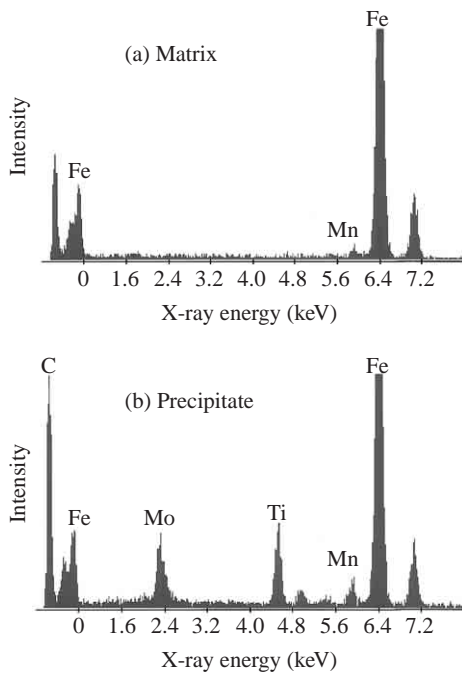 Fe
(a) Matrix
Intensity
Fe
Mn
0 1.6 2.4 3.2 4.0 4.8 5.6 6.4 7.2
X-ray energy (keV)
C
Fe
(b) Precipitate
Intensity
Fe
Mo
Ti
Mn
0 1.6 2.4 3.2 4.0 4.8 5.6 6.4 7.2
X-ray energy (keV)